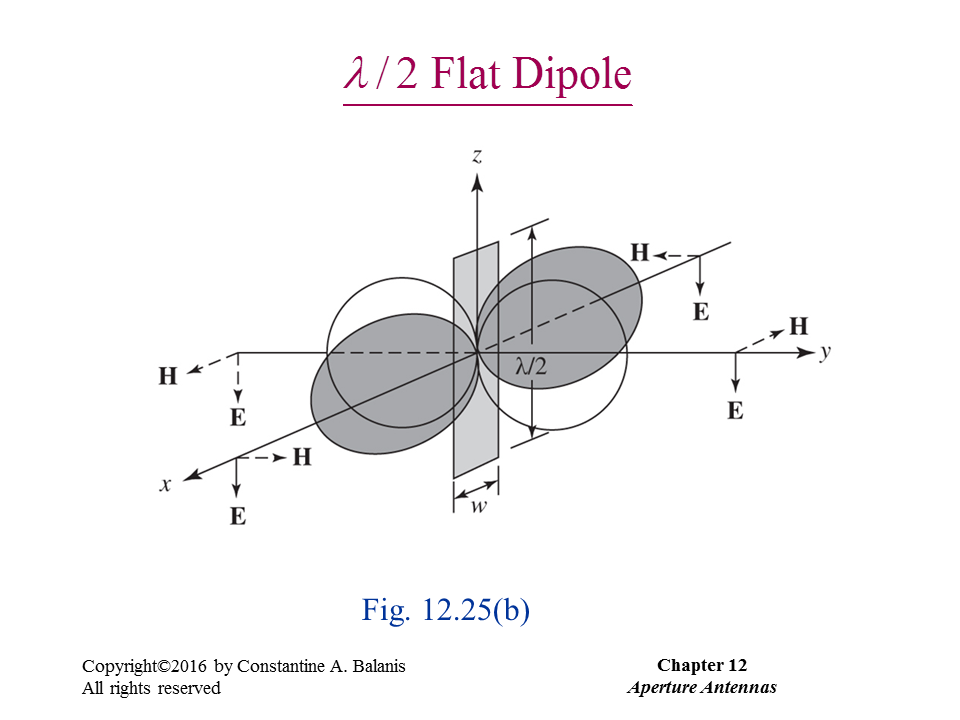 λ / 2 Flat Dipole
z
H
E
H
y
λ/2
H
E
E
H
x
E
w
Fig. 12.25(b)
Copyright©2016 by Constantine A. Balanis
All rights reserved
Chapter 12
Aperture Antennas